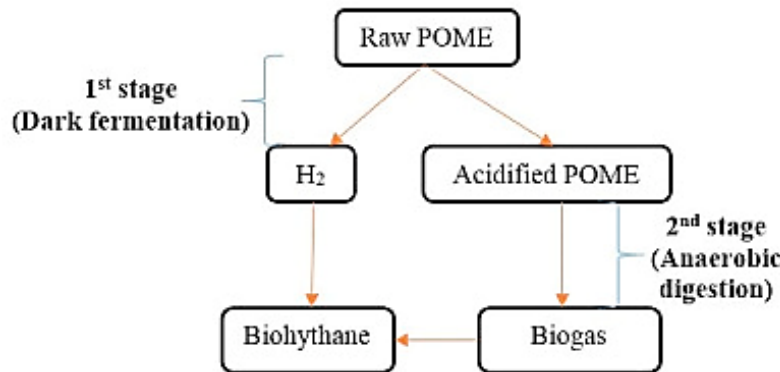 Raw POME
1st stage
(Dark fermentation)
H2
Acidified POME
2nd stage
(Anaerobic
digestion)
Biohythane
Biogas